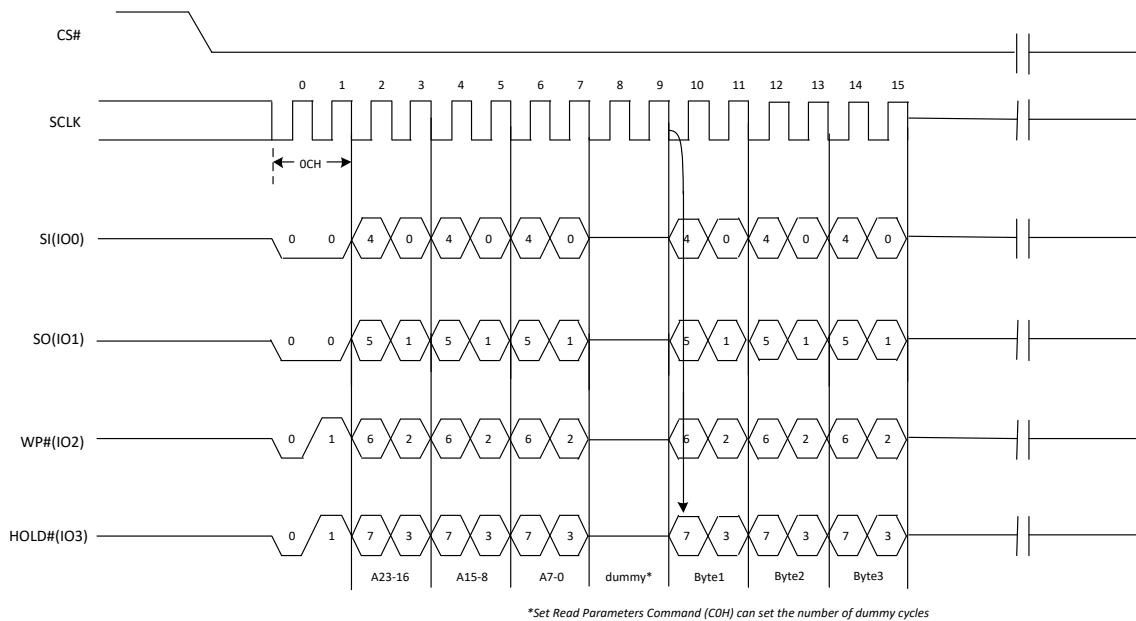 CS#
0 1 2 3 4 5 6 7 8 9 10 11 12 13 14 15
SCLK
0CH
SI(IO0) 0 0 4 0 4 0 4 0 4 0 4 0 4 0
SO(IO1) 0 0 5 1 5 1 5 1 5 1 5 1 5 1
WP#(IO2) 0 1 6 2 6 2 6 2 6 2 6 2 6 2
HOLD#(IO3) 0 1 7 3 7 3 7 3 7 3 7 3 7 3
A23-16 A15-8 A7-0 dummy* Byte1 Byte2 Byte3
*Set Read Parameters Command (C0H) can set the number of dummy cycles